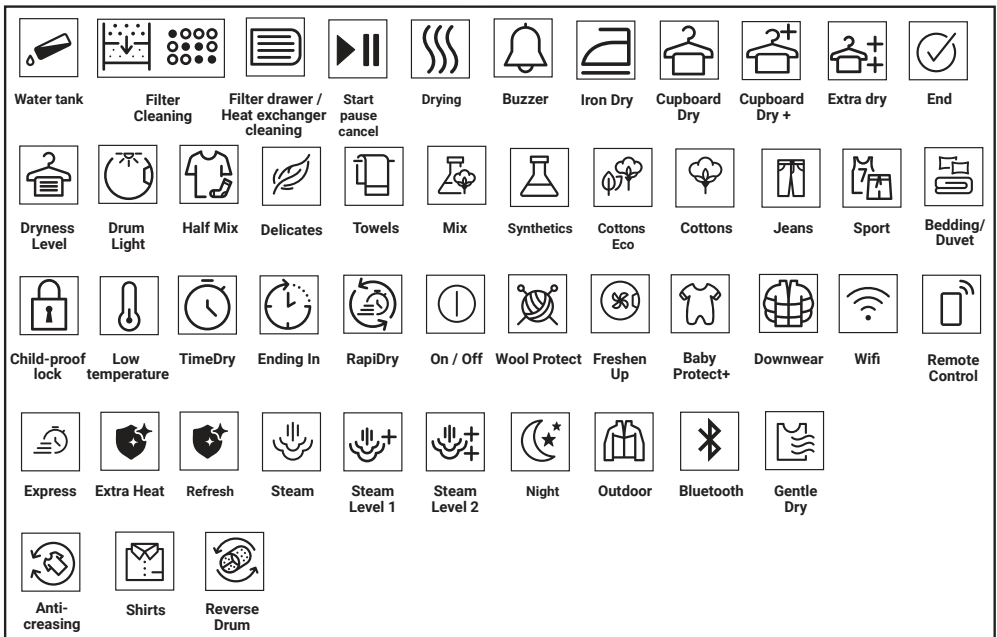 Water tank
Filter
Cleaning
Filter drawer /
Heat exchanger
cleaning
Start
pause
cancel
Drying
Buzzer
Iron Dry
Cupboard
Dry
Cupboard
Dry +
Extra dry
End
Dryness
Level
Drum
Light
Half Mix
Delicates
Towels
Mix
Synthetics
Cottons
Eco
Cottons
Jeans
7
Sport
Bedding/
Duvet
Child-proof
lock
Low
temperature
TimeDry
Ending In
RapiDry
On / Off
Wool Protect
Freshen
Up
Baby
Protect+
Downwear
Wifi
Remote
Control
Express
Extra Heat
Refresh
Steam
Steam
Level 1
Steam
Level 2
Night
Outdoor
Bluetooth
Gentle
Dry
Anti-
creasing
Shirts
Reverse
Drum